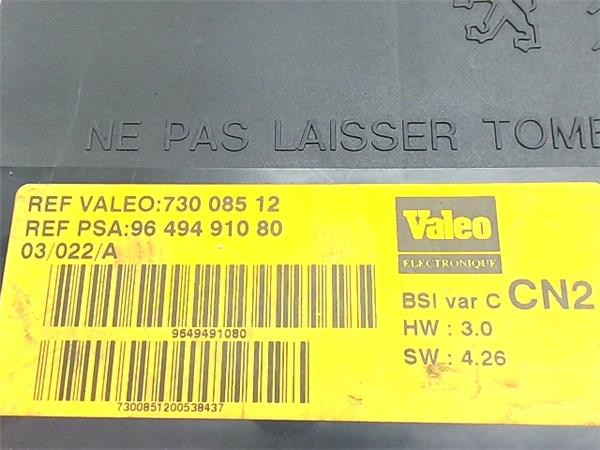 NE PAS LAISSER TOMB
REF VALEO:730 085 12
REF PSA:96 494 910 80
03/022/A
9649491080
7300851200538437
Valeo
ELECTRONIQUE
BSI var C CN2
HW : 3.0
SW : 4.26